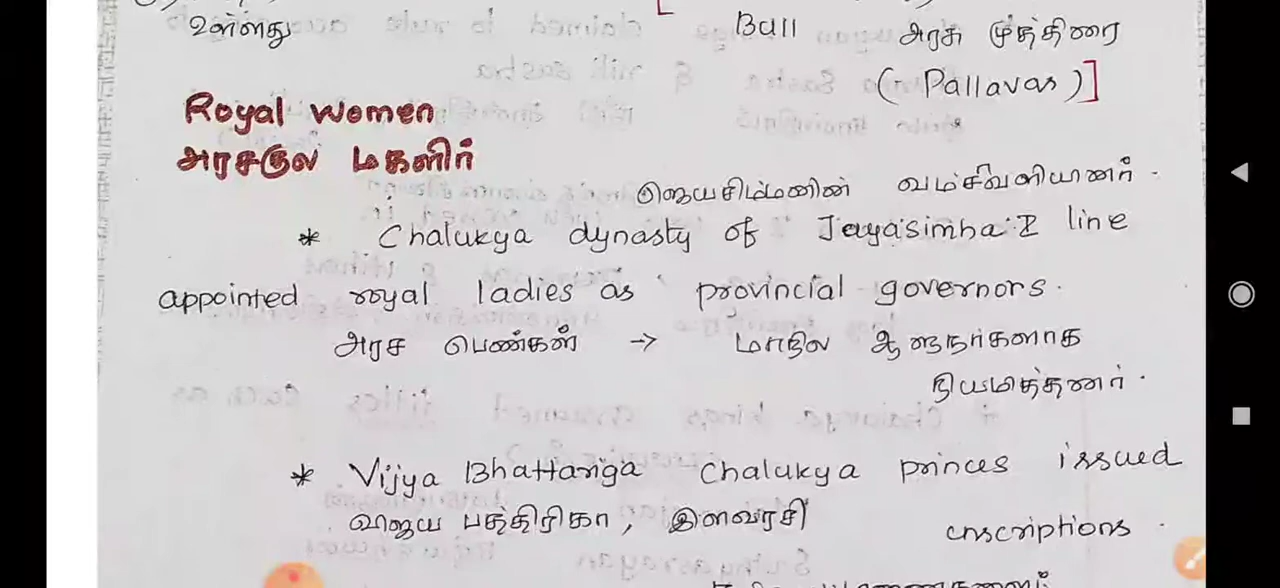 உள்ளது Bull அரசு முத்திரை
(~ Pallavas)]
Royal women
அரசகுல மகளிர்
ஜெயசிம்மனின் வம்சவளியானர்.
* Chalukya dynasty of Jayasimha I line
appointed royal ladies as provincial governors.
அரச பெண்கள் → மாநில ஆளுநர்களாக
நியமித்தனர்.
* Vijya Bhattariga Chalukya princes issued
விஜய பத்திரிகா, இளவரசி inscriptions.